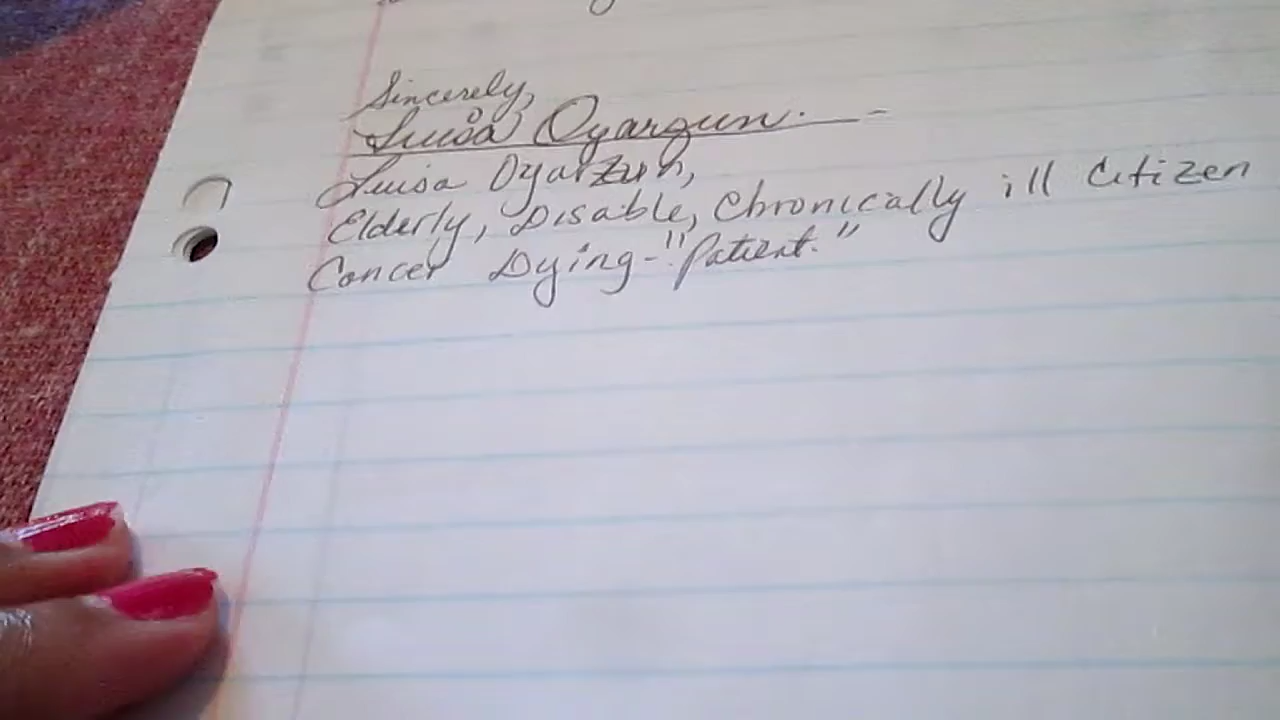 Sincerely,
Luisa Oyarzun.
Luisa Oyarzun,
Elderly, Disable, Chronically ill Citizen
Cancer Dying-"Patient."